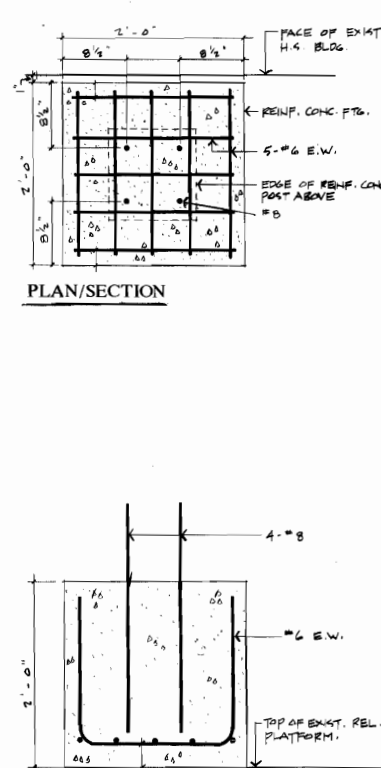 2'-0"
8½"
8½"
FACE OF EXIST
H.S. BLDG.
1"
8½"
REINF. CONC. FTG.
5-#6 E.W.
2'-0"
EDGE OF REINF. CON
POST ABOVE
#8
8½"
PLAN/SECTION
4-#8
2'-0"
#6 E.W.
TOP OF EXIST. REL.
PLATFORM.